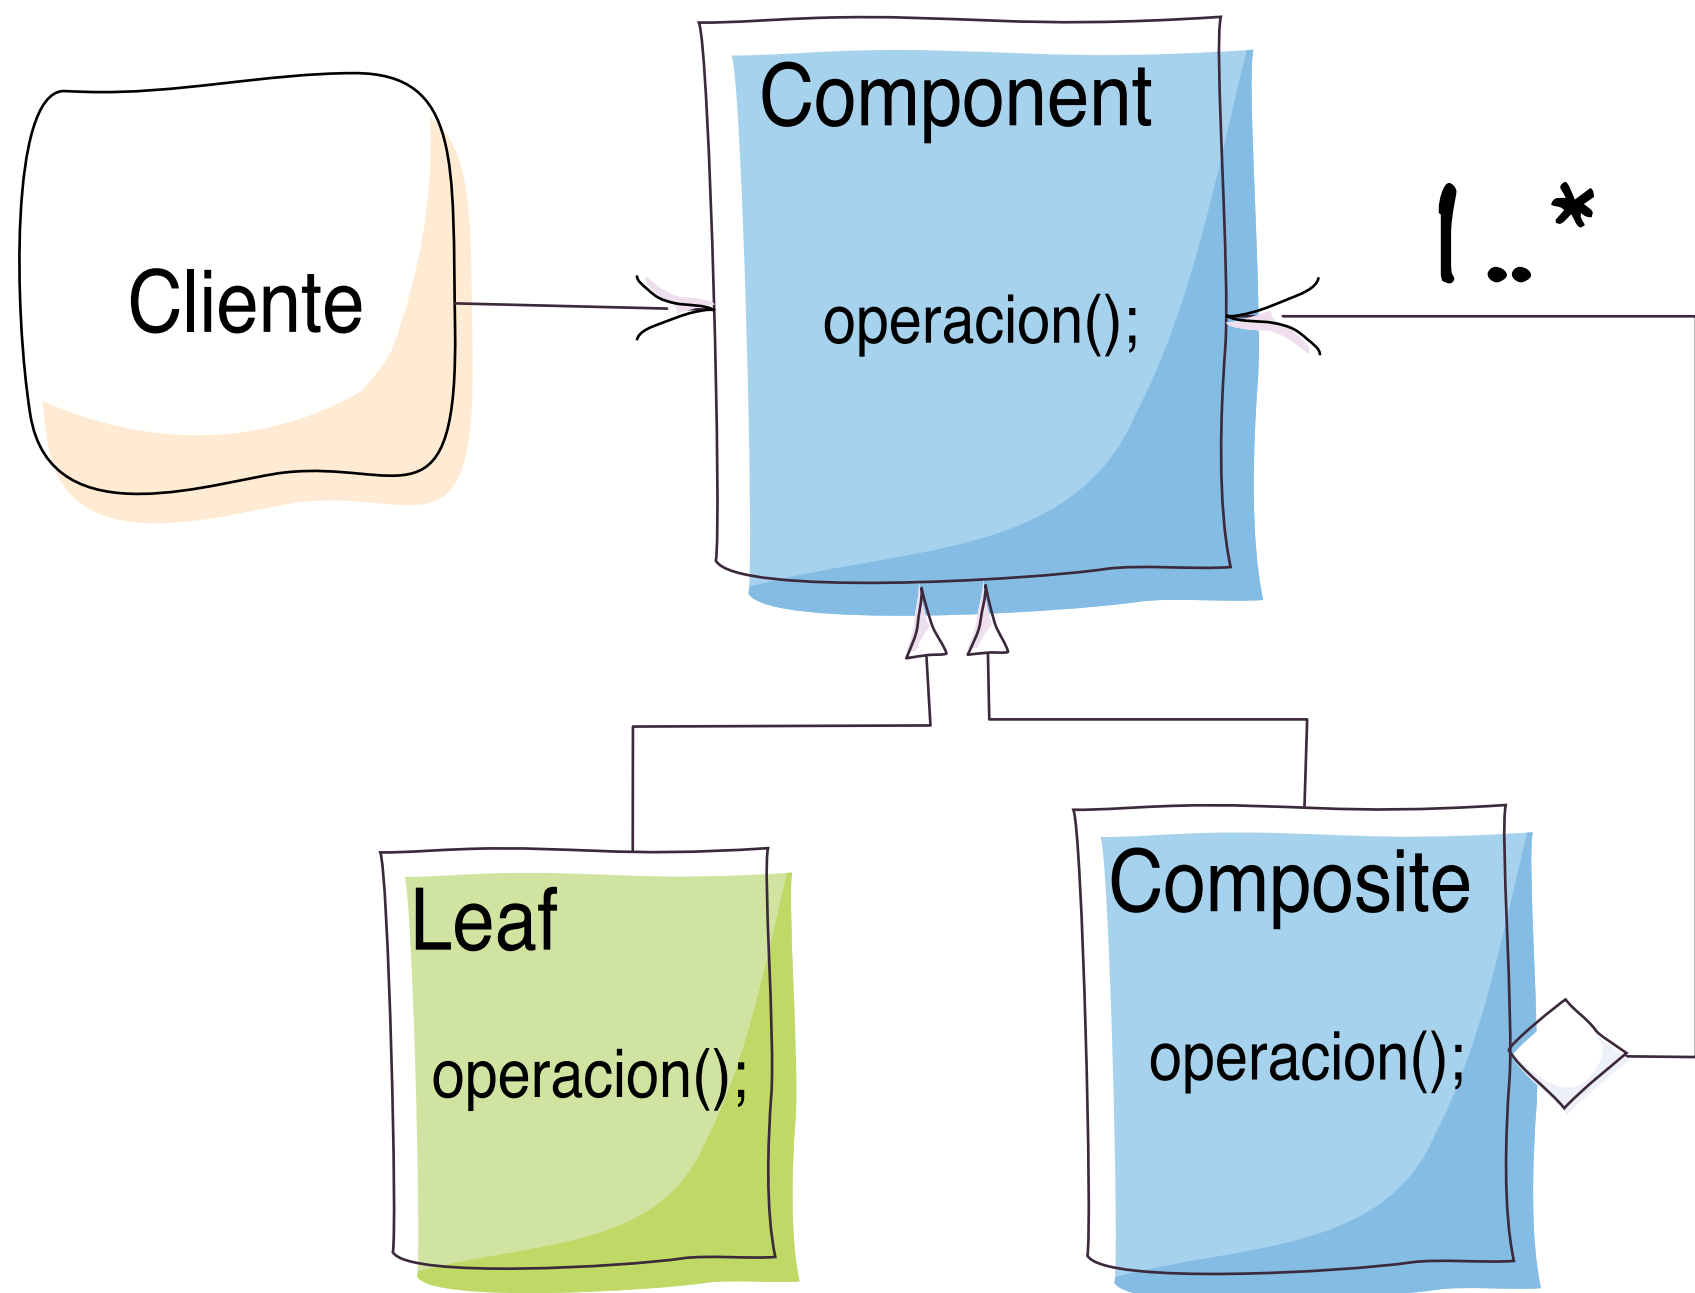 Component
1..*
Cliente
operacion();
Leaf
Composite
operacion();
operacion();